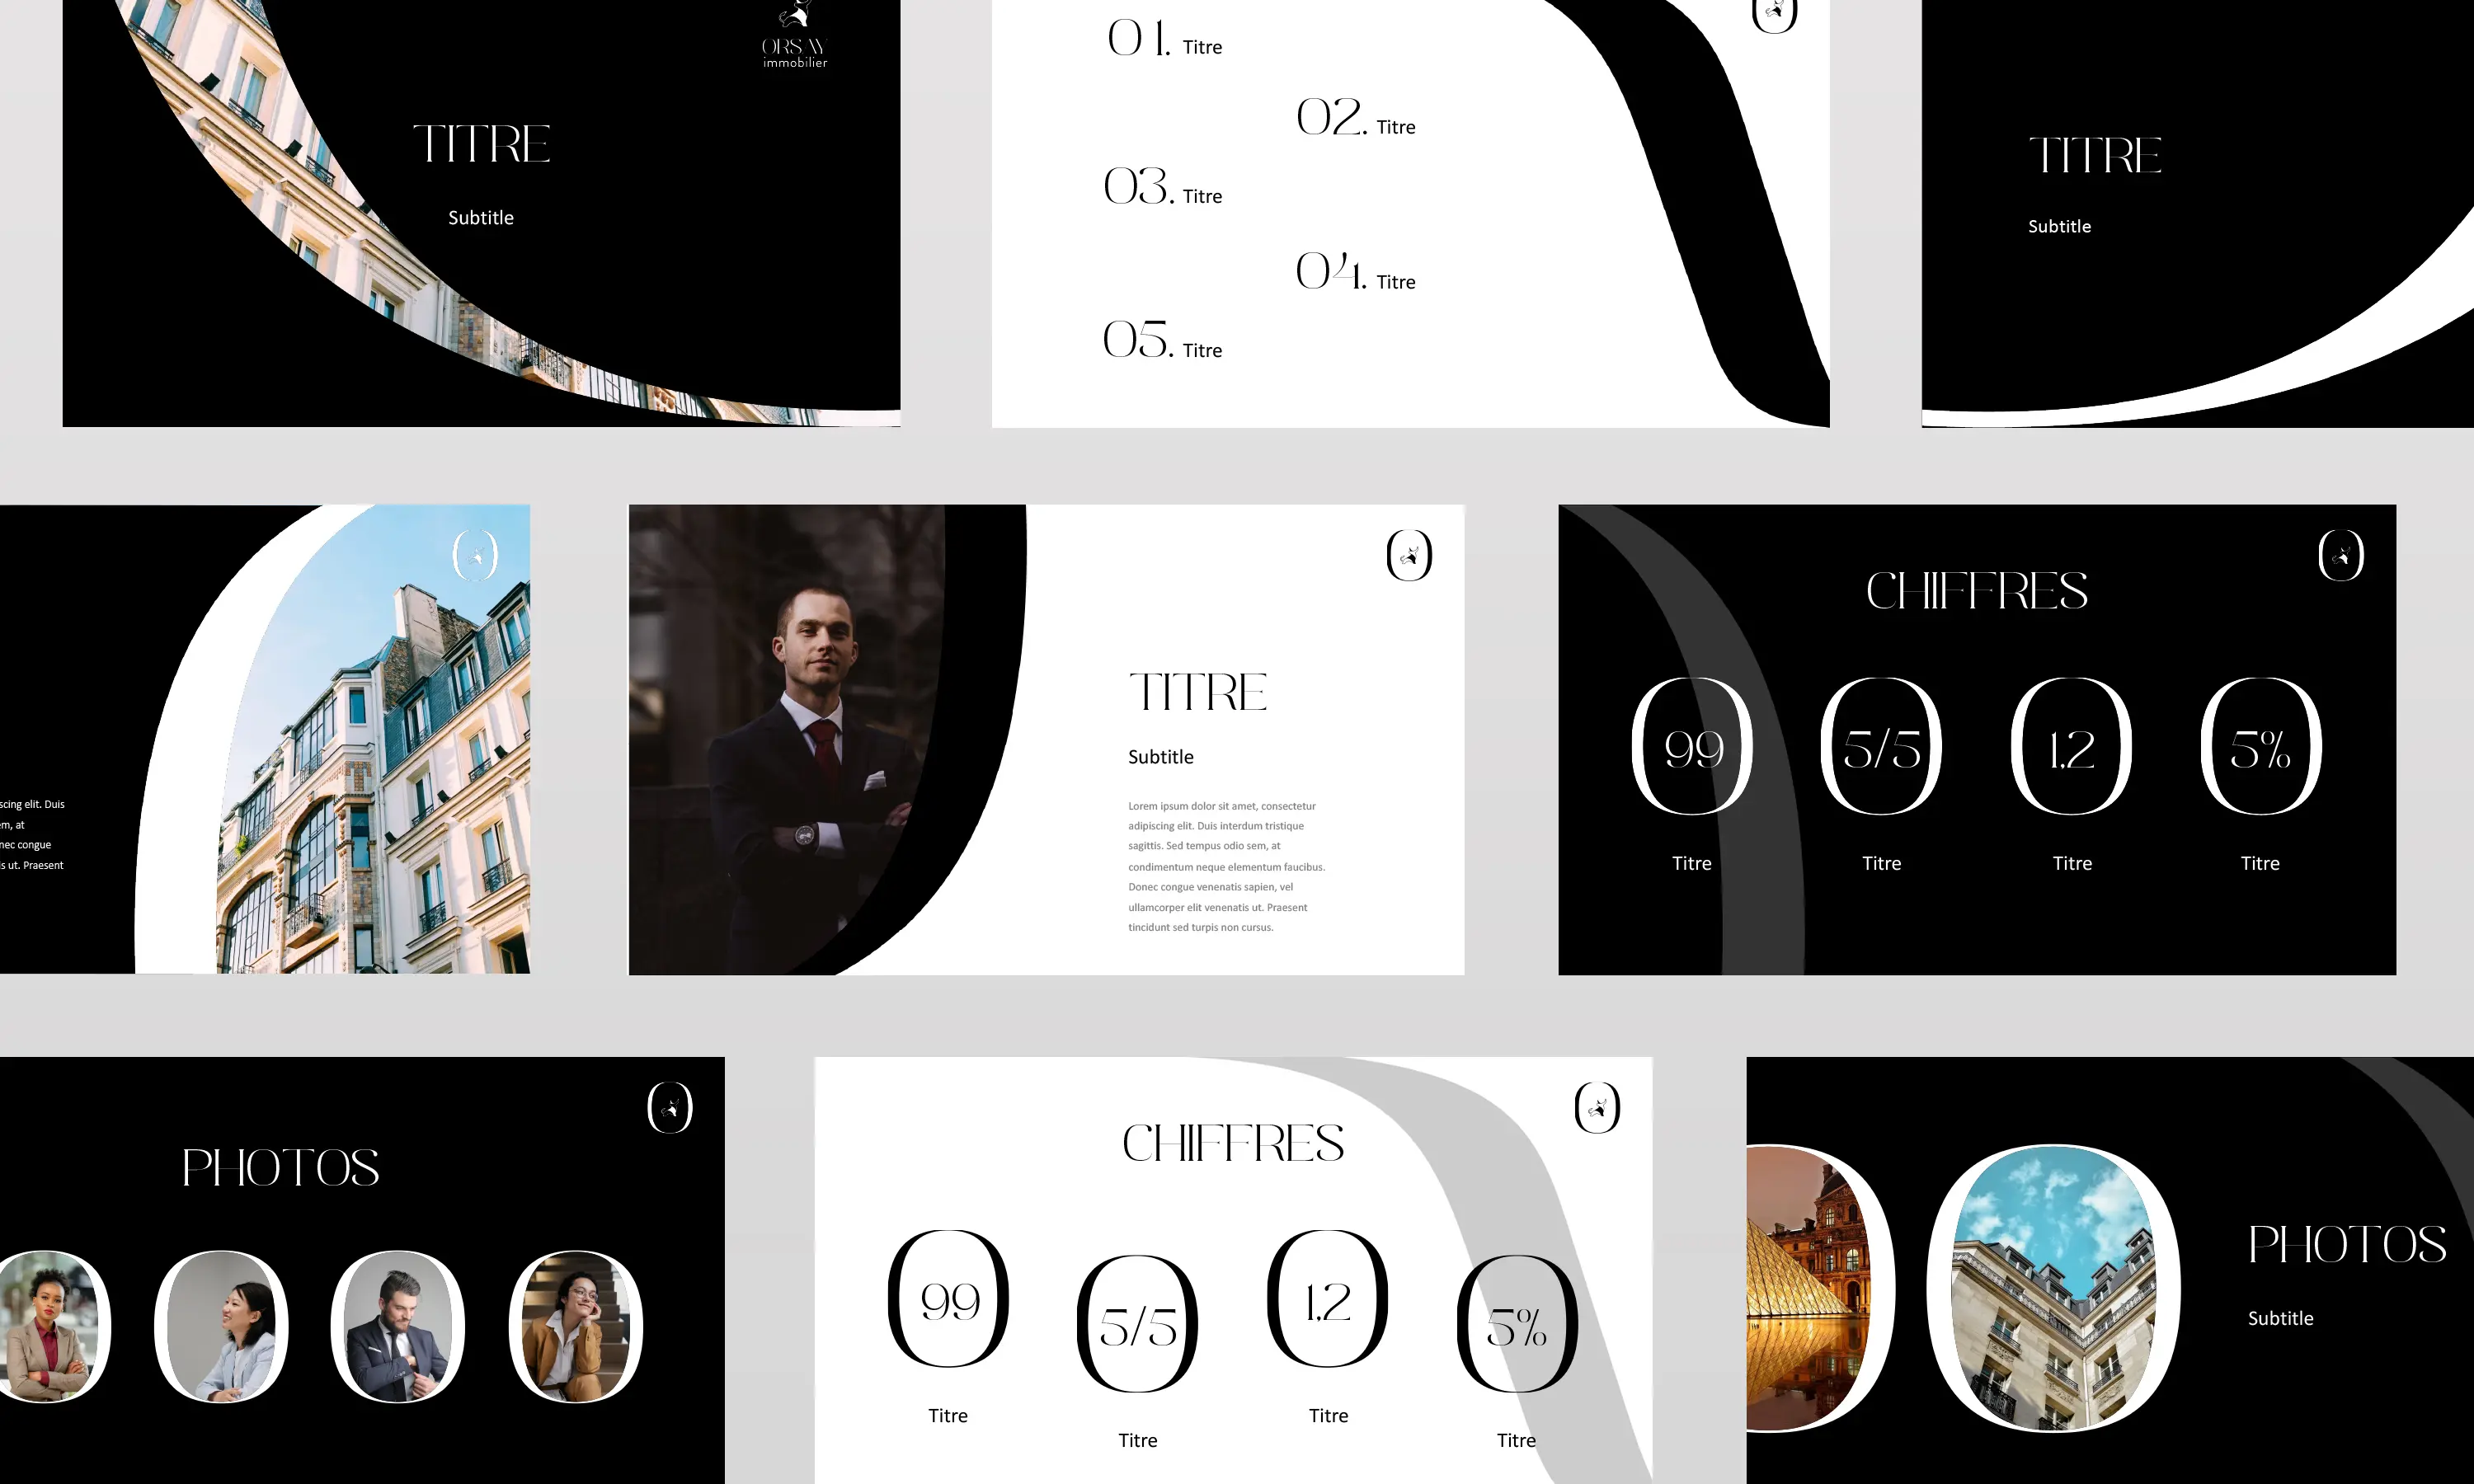 ORSAY
immobilier
TITRE
Subtitle
01. Titre
02. Titre
03. Titre
04. Titre
05. Titre
TITRE
Subtitle
scing elit. Duis
em, at
nec congue
s ut. Praesent
TITRE
Subtitle
Lorem ipsum dolor sit amet, consectetur
adipiscing elit. Duis interdum tristique
sagittis. Sed tempus odio sem, at
condimentum neque elementum faucibus.
Donec congue venenatis sapien, vel
ullamcorper elit venenatis ut. Praesent
tincidunt sed turpis non cursus.
CHIFFRES
99 5/5 1,2 5%
Titre Titre Titre Titre
PHOTOS
CHIFFRES
99 5/5 1,2 5%
Titre Titre Titre Titre
PHOTOS
Subtitle